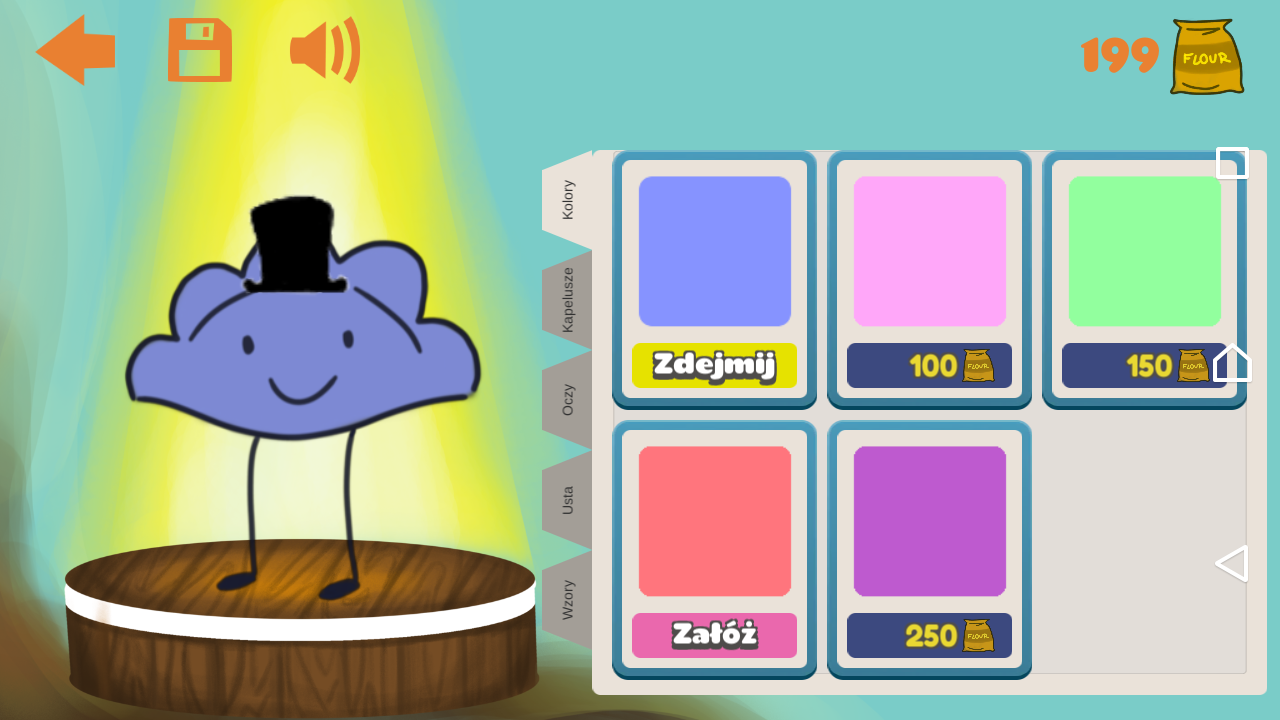 199
FLOUR
Kolory
Kapelusze
Oczy
Usta
Wzory
Zdejmij
100 FLOUR
150 FLOUR
Załóż
250 FLOUR